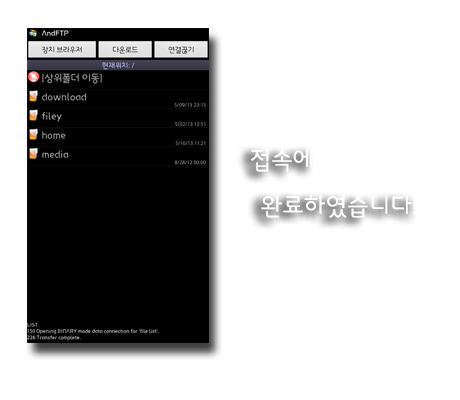 AndFTP
장치 브라우저 다운로드 연결끊기
현재위치: /
[상위폴더 이동]
download
5/09/13 23:15
filey
5/02/13 12:51
home
5/10/13 11:21
media
8/28/12 00:00
LIST
150 Opening BINARY mode data connection for 'file list'.
226 Transfer complete.
접속에
완료하였습니다.